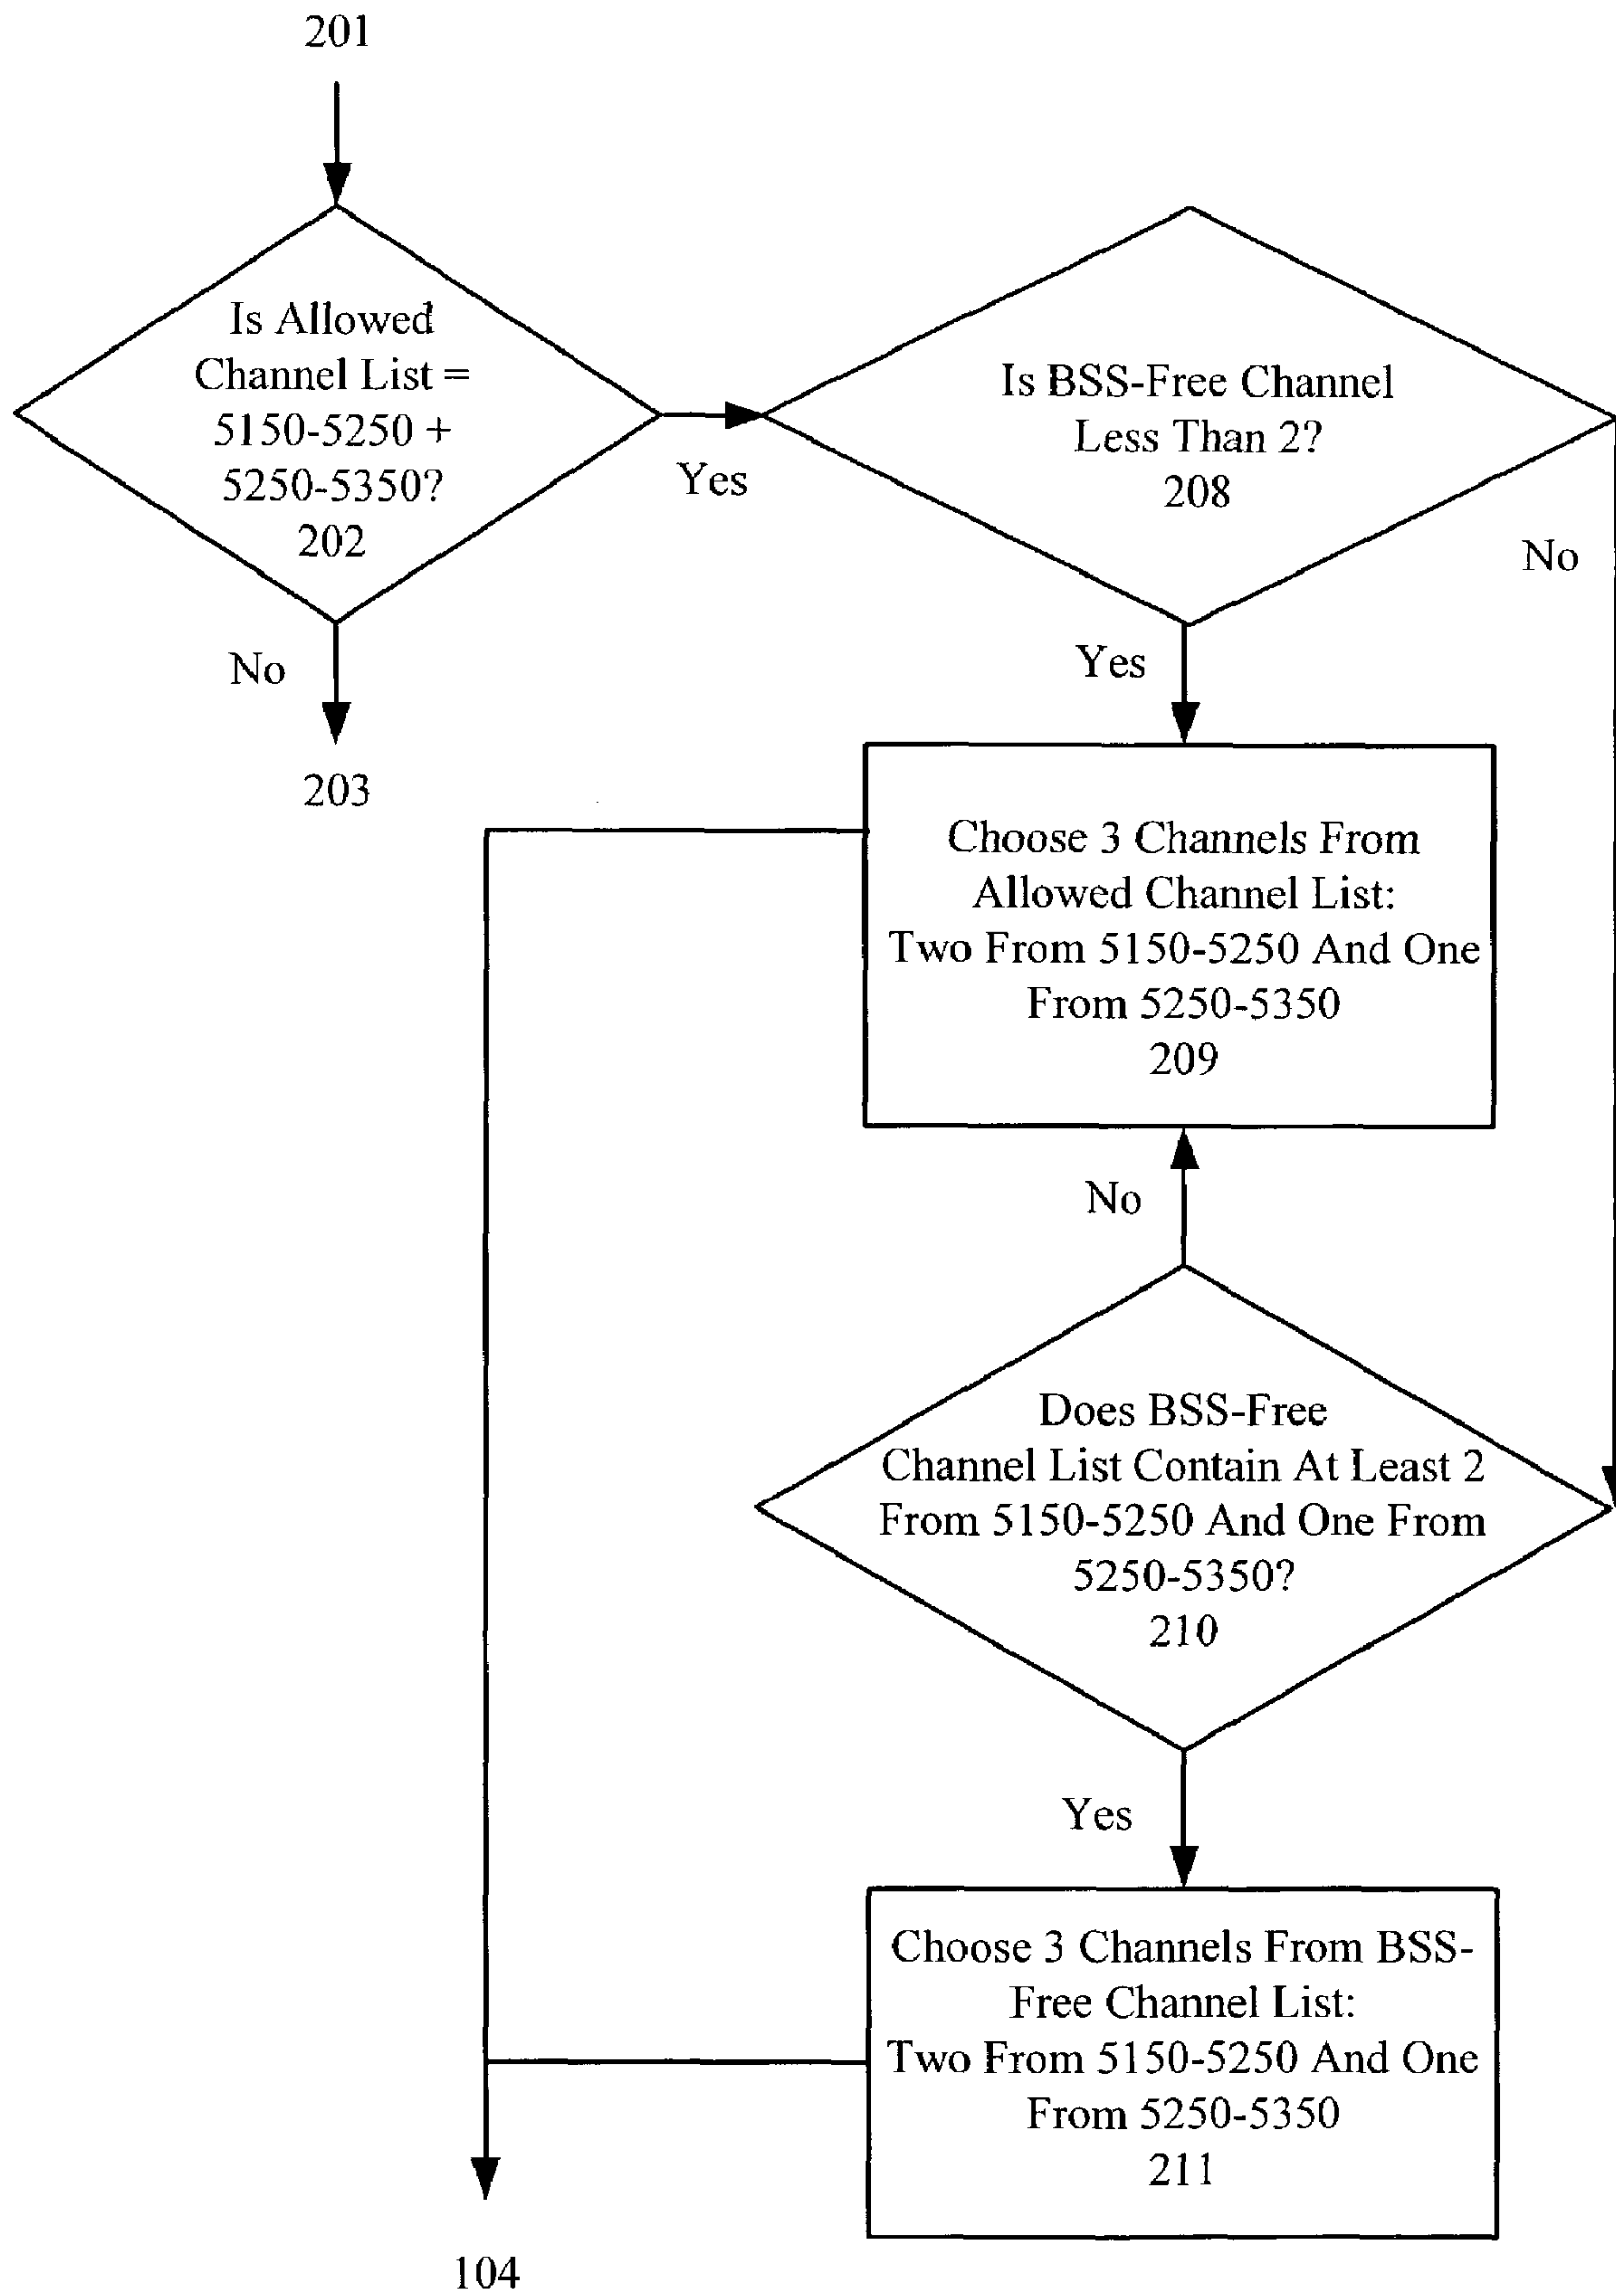 201
Is Allowed
Channel List =
5150-5250 +
5250-5350?
202
Yes
No
203
Is BSS-Free Channel
Less Than 2?
208
No
Yes
Choose 3 Channels From
Allowed Channel List:
Two From 5150-5250 And One
From 5250-5350
209
No
Does BSS-Free
Channel List Contain At Least 2
From 5150-5250 And One From
5250-5350?
210
Yes
Choose 3 Channels From BSS-
Free Channel List:
Two From 5150-5250 And One
From 5250-5350
211
104